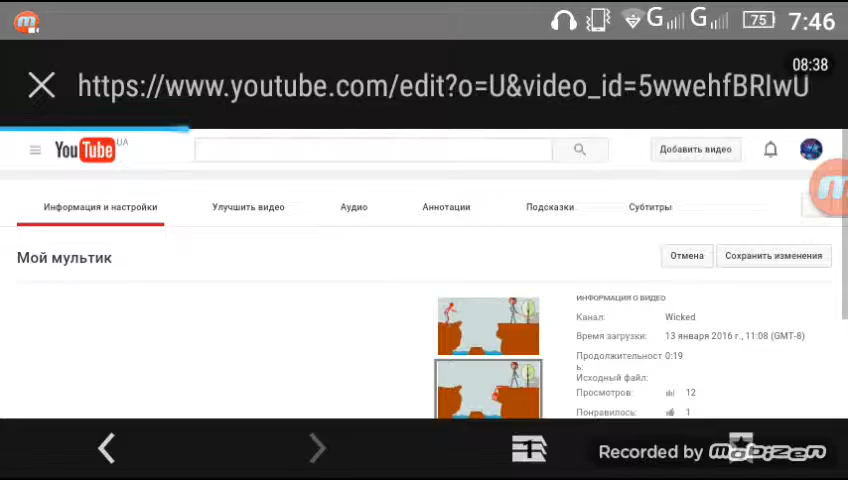 75 7:46
08:38
https://www.youtube.com/edit?o=U&video_id=5wwehfBRIwU
YouTube UA
Добавить видео
Информация и настройки Улучшить видео Аудио Аннотации Подсказки Субтитры
Мой мультик
Отмена Сохранить изменения
ИНФОРМАЦИЯ О ВИДЕО
Канал: Wicked
Время загрузки: 13 января 2016 г., 11:08 (GMT-8)
Продолжительност 0:19
ь:
Исходный файл:
Просмотров: 12
Понравилось: 1
G G
1
Recorded by mobizen